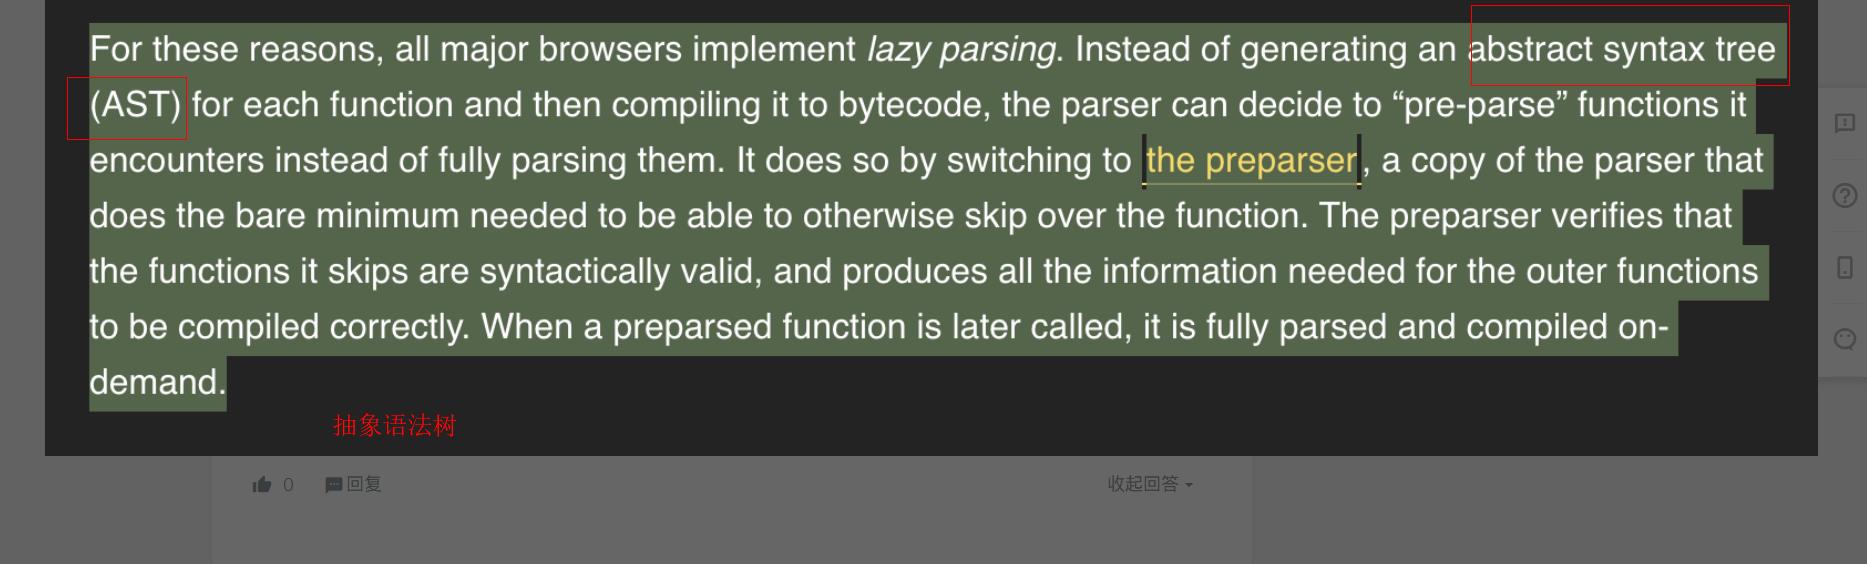 For these reasons, all major browsers implement lazy parsing. Instead of generating an abstract syntax tree
(AST) for each function and then compiling it to bytecode, the parser can decide to “pre-parse” functions it
encounters instead of fully parsing them. It does so by switching to the preparser, a copy of the parser that
does the bare minimum needed to be able to otherwise skip over the function. The preparser verifies that
the functions it skips are syntactically valid, and produces all the information needed for the outer functions
to be compiled correctly. When a preparsed function is later called, it is fully parsed and compiled on-
demand.
抽象语法树
0 回复 收起回答